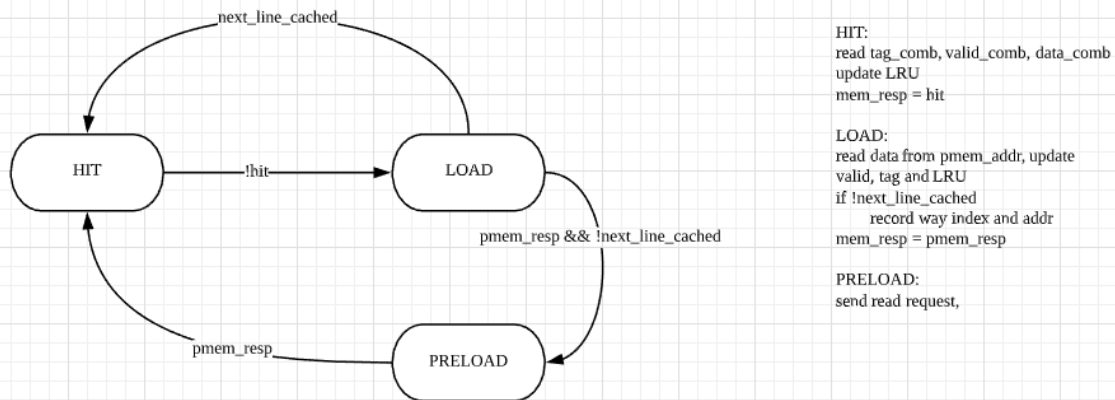 next_line_cached
HIT
!hit
LOAD
pmem_resp && !next_line_cached
pmem_resp
PRELOAD
HIT:
read tag_comb, valid_comb, data_comb
update LRU
mem_resp = hit
LOAD:
read data from pmem_addr, update
valid, tag and LRU
if !next_line_cached
record way index and addr
mem_resp = pmem_resp
PRELOAD:
send read request,